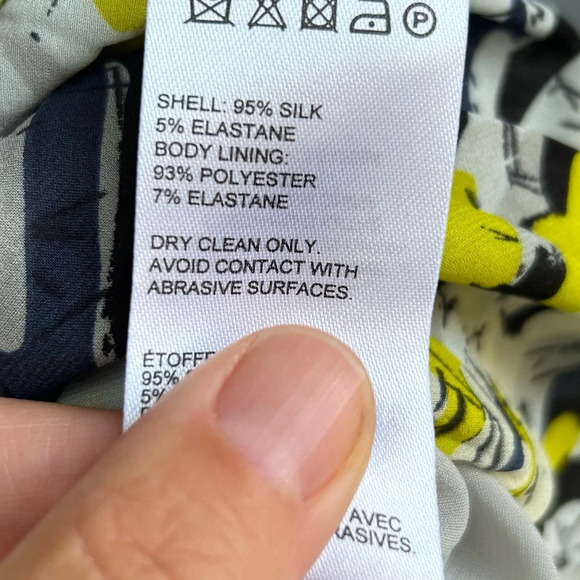 P
SHELL: 95% SILK
5% ELASTANE
BODY LINING:
93% POLYESTER
7% ELASTANE
DRY CLEAN ONLY.
AVOID CONTACT WITH
ABRASIVE SURFACES.
95%
5%
AVEC